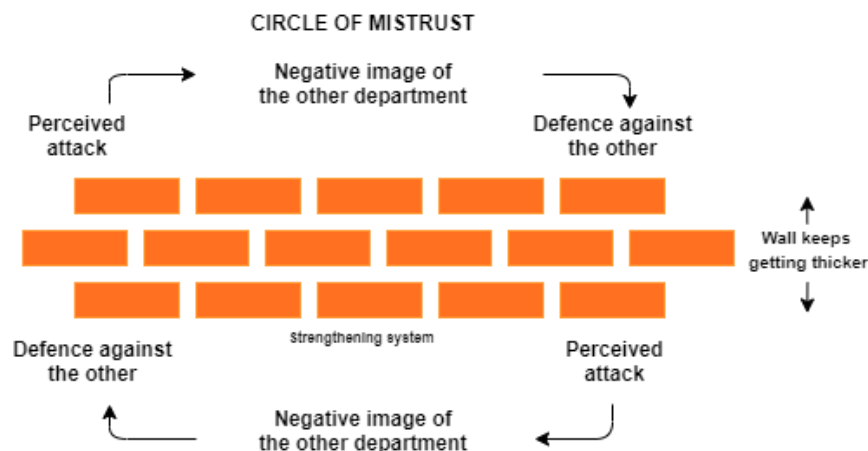 CIRCLE OF MISTRUST
Negative image of
the other department
Perceived
attack
Defence against
the other
Wall keeps
getting thicker
Strengthening system
Defence against
the other
Perceived
attack
Negative image of
the other department